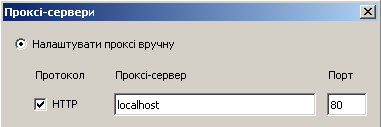 Проксі-сервери
Налаштувати проксі вручну
Протокол Проксі-сервер Порт
HTTP localhost 80